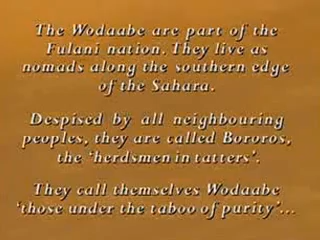 The Wodaabe are part of the
Fulani nation. They live as
nomads along the southern edge
of the Sahara.
Despised by all neighbouring
peoples, they are called Bororos,
the 'herdsmen in tatters'.
They call themselves Wodaabe
'those under the taboo of purity'...